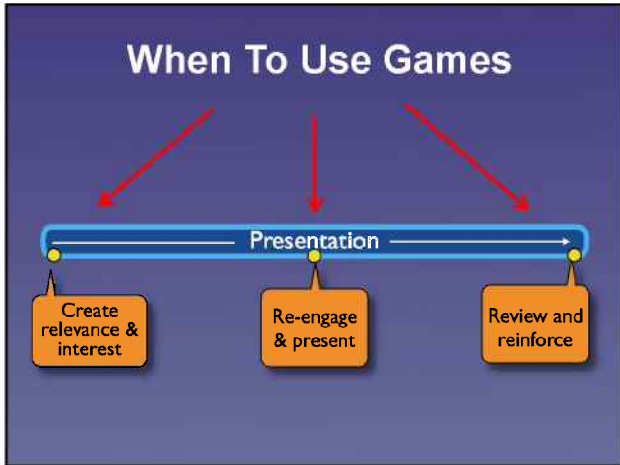 When To Use Games
Presentation
Create
relevance &
interest
Re-engage
& present
Review and
reinforce